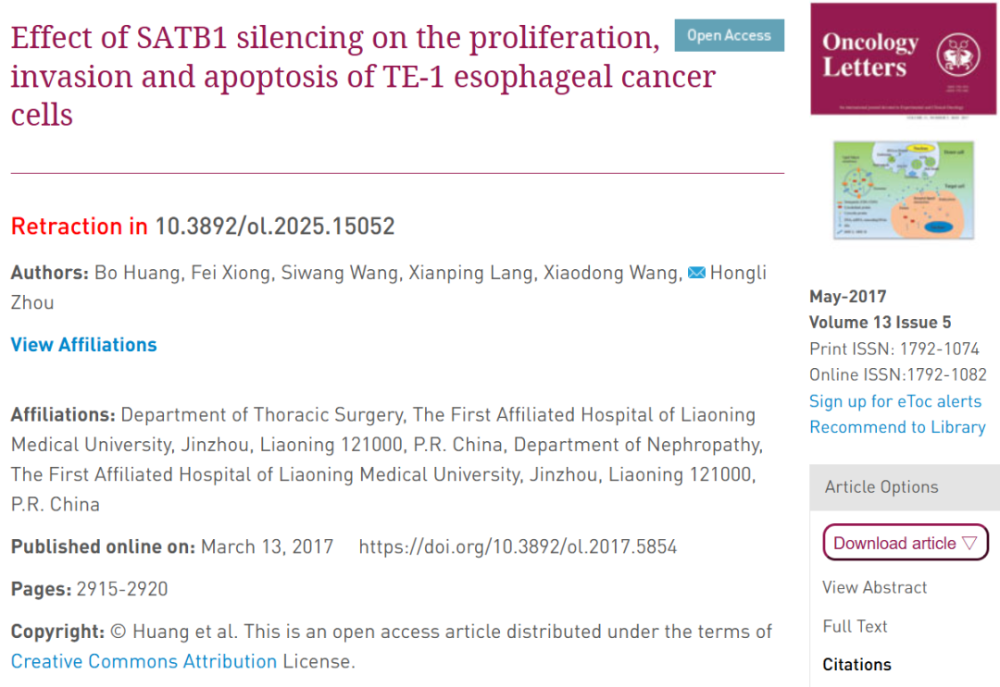 Effect of SATB1 silencing on the proliferation,
invasion and apoptosis of TE-1 esophageal cancer
cells
Open Access
Retraction in 10.3892/ol.2025.15052
Authors: Bo Huang, Fei Xiong, Siwang Wang, Xianping Lang, Xiaodong Wang, Hongli
Zhou
View Affiliations
Affiliations: Department of Thoracic Surgery, The First Affiliated Hospital of Liaoning
Medical University, Jinzhou, Liaoning 121000, P.R. China, Department of Nephropathy,
The First Affiliated Hospital of Liaoning Medical University, Jinzhou, Liaoning 121000,
P.R. China
Published online on: March 13, 2017 https://doi.org/10.3892/ol.2017.5854
Pages: 2915-2920
Copyright: © Huang et al. This is an open access article distributed under the terms of
Creative Commons Attribution License.
Oncology
Letters
May-2017
Volume 13 Issue 5
Print ISSN: 1792-1074
Online ISSN:1792-1082
Sign up for eToc alerts
Recommend to Library
Article Options
Download article ▽
View Abstract
Full Text
Citations